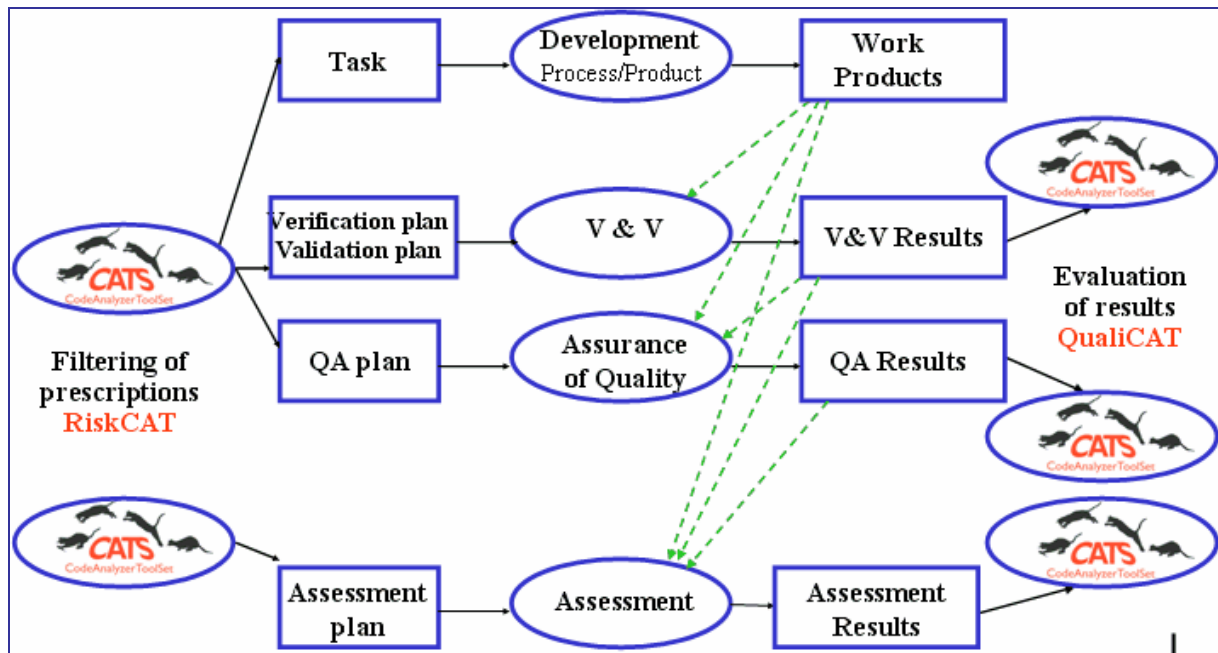 Task
Development
Process/Product
Work
Products
CATS
CodeAnalyzerToolSet
Verification plan
Validation plan
V & V
V&V Results
CATS
CodeAnalyzerToolSet
Filtering of
prescriptions
RiskCAT
QA plan
Assurance
of Quality
QA Results
Evaluation
of results
QualiCAT
CATS
CodeAnalyzerToolSet
CATS
CodeAnalyzerToolSet
Assessment
plan
Assessment
Assessment
Results
CATS
CodeAnalyzerToolSet